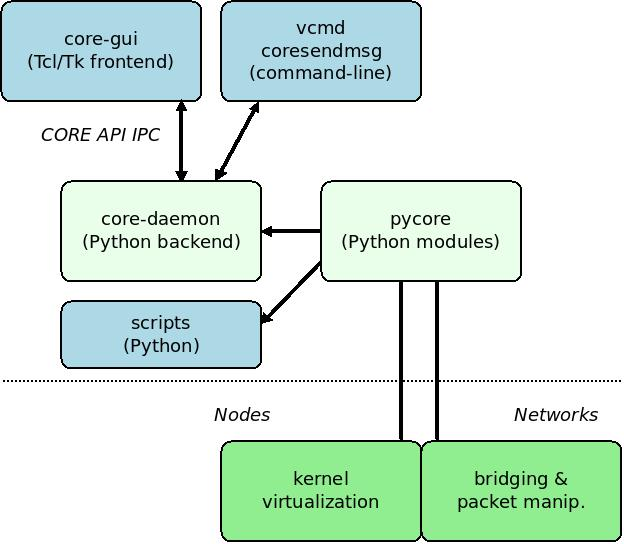 core-gui
(Tcl/Tk frontend)
vcmd
coresendmsg
(command-line)
CORE API IPC
core-daemon
(Python backend)
pycore
(Python modules)
scripts
(Python)
Nodes
Networks
kernel
virtualization
bridging &
packet manip.